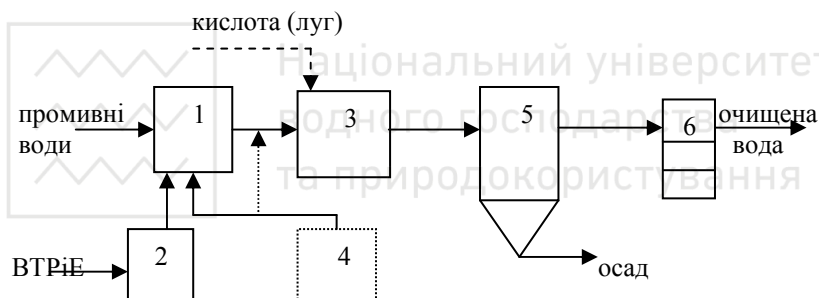 кислота (луг)
Національний університет
промивні
води
1
3
5
6
очищена
вода
водного господарства
та природокористування
ВТРіЕ
2
4
осад